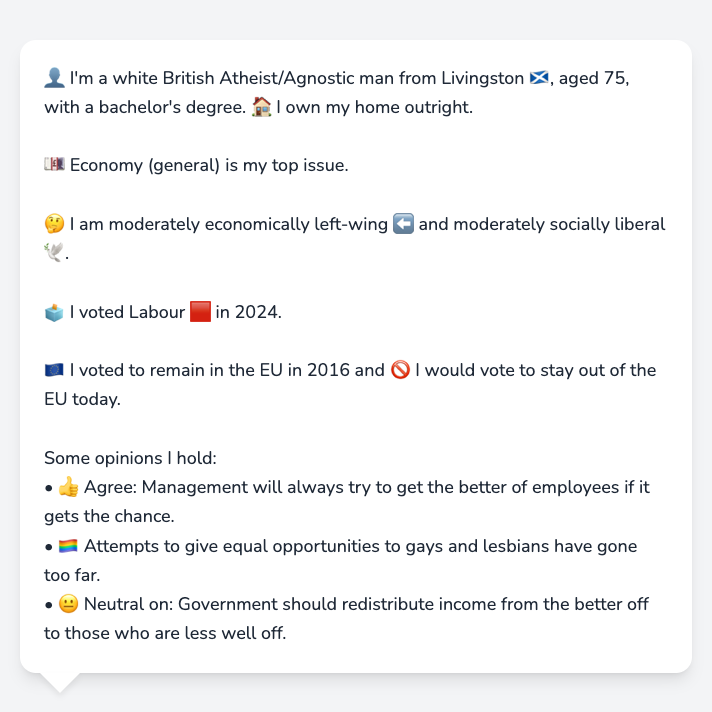 👤 I'm a white British Atheist/Agnostic man from Livingston 🏴󠁧󠁢󠁳󠁣󠁴󠁿, aged 75,
with a bachelor's degree. 🏠 I own my home outright.
💷 Economy (general) is my top issue.
🤔 I am moderately economically left-wing ⬅️ and moderately socially liberal
🕊️.
🗳️ I voted Labour 🟥 in 2024.
🇪🇺 I voted to remain in the EU in 2016 and 🚫 I would vote to stay out of the
EU today.
Some opinions I hold:
• 👍 Agree: Management will always try to get the better of employees if it
gets the chance.
• 🏳️‍🌈 Attempts to give equal opportunities to gays and lesbians have gone
too far.
• 😐 Neutral on: Government should redistribute income from the better off
to those who are less well off.